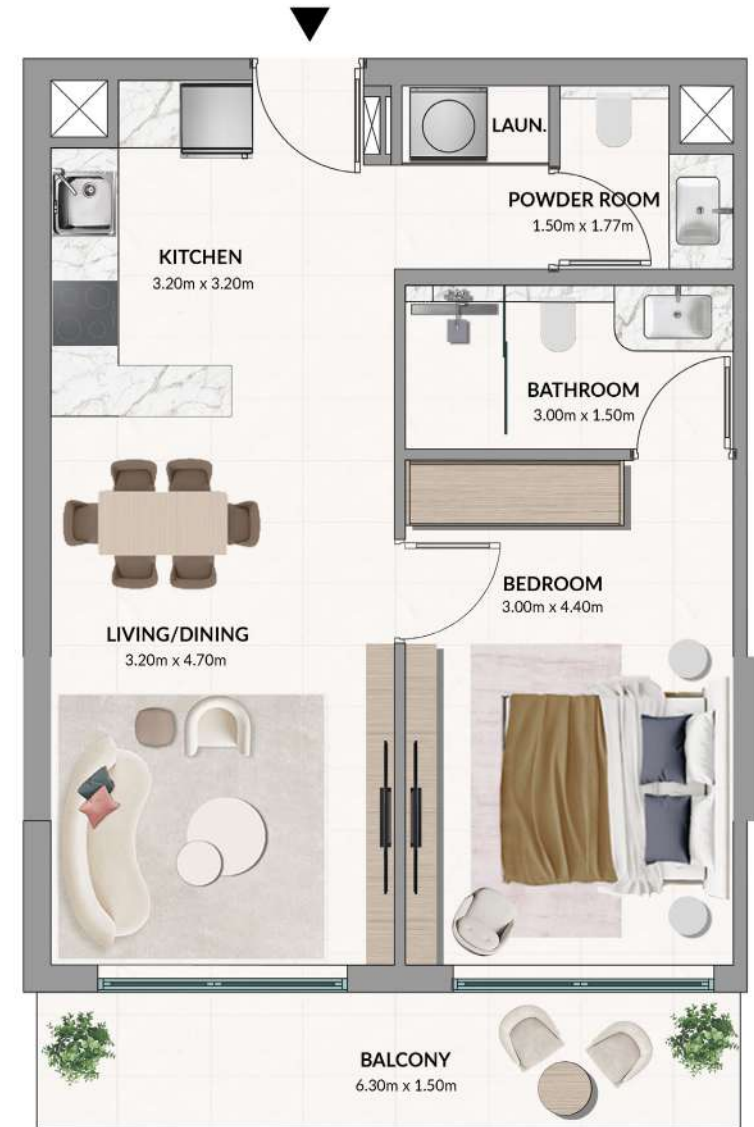 LAUN.
POWDER ROOM
1.50m x 1.77m
KITCHEN
3.20m x 3.20m
BATHROOM
3.00m x 1.50m
BEDROOM
3.00m x 4.40m
LIVING/DINING
3.20m x 4.70m
BALCONY
6.30m x 1.50m